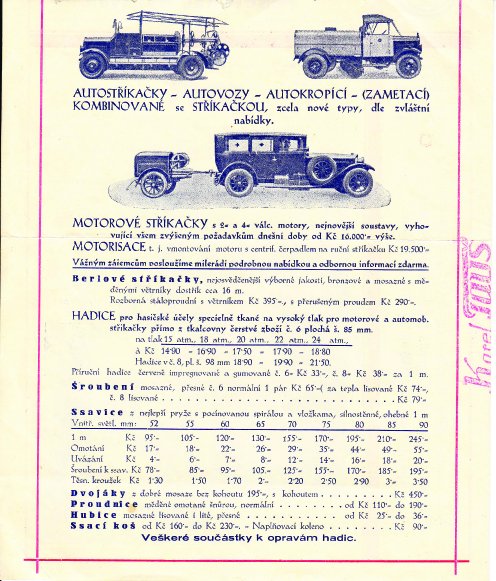 AUTOSTŘÍKAČKY - AUTOVOZY - AUTOKROPÍCÍ - (ZAMETACÍ)
KOMBINOVANÉ se STŘÍKAČKOU, zcela nové typy, dle zvláštní
nabídky.
MOTOROVÉ STŘÍKAČKY s 2- a 4- válc. motory, nejnovější soustavy, vyho-
vující všem zvýšeným požadavkům dnešní doby od Kč 16.000'- výše.
MOTORISACE t. j. vmontování motoru s centrif. čerpadlem na ruční stříkačku Kč 19.500'-
Vážným zájemcům posloužíme milerádi podrobnou nabídkou a odbornou informací zdarma.
Berlové stříkačky, nejosvědčenější výborné jakosti, bronzové a mosazné s mě-
děnými větrníky dostřik cca 16 m.
Rozborná stáloproudní s větrníkem Kč 395'-, s přerušeným proudem Kč 290'-.
HADICE pro hasičské účely specielně tkané na vysoký tlak pro motorové a automob.
stříkačky přímo z tkalcovny čerstvé zboží č. 6 plochá š. 85 mm.
na tlak 15 atm., 18 atm., 20 atm., 22 atm., 24 atm.,
à Kč 14'90 - 16'90 - 17'50 - 17'90 - 18'80
Hadice v č. 8, pl. š. 98 mm 18'90 - 19'90 - 21'50.
Příruční hadice červené impregnované a gumované č. 6- Kč 33'-, č. 8- Kč 38'- za 1 m.
Šroubení mosazné, přesné č. 6 normální 1 pár Kč 65'-( za tepla lisované Kč 74'-,
č. 8 lisované . . . Kč 79'-
Ssavice z nejlepší pryže s pocínovanou spirálou a vložkama, silnostěnné, ohebné 1 m
Vnitř. světl. mm: 52 55 60 65 70 75 80 85 90
1 m Kč 95'- 105'- 120'- 130'- 155'- 170'- 195'- 210'- 245'-
Omotání Kč 17'- 18'- 22'- 26'- 29'- 35'- 44'- 49'- 55'-
Uvázání Kč 4'- 6'- 7'- 8'- 12'- 14'- 16'- 18'- 20'-
Šroubení k ssav. Kč 78'- 85'- 95'- 105'- 125'- 155'- 170'- 185'- 195'-
Těsn. kroužek Kč 1'30 1'50 1'70 2'- 2'20 2'50 2'90 3'- 3'50
Dvojáky z dobré mosaze bez kohoutu 195'-, s kohoutem . . . Kč 450'-
Proudnice měděné omotané šňůrou, normální . . . od Kč 110'- do 190'-
Hubice mosazné lisované i lité, přesné . . . od Kč 25'- do 36'-
Ssací koš od Kč 160'- do Kč 230'-, - Naplňovací koleno . . . Kč 90'-
Veškeré součástky k opravám hadic.
Karel